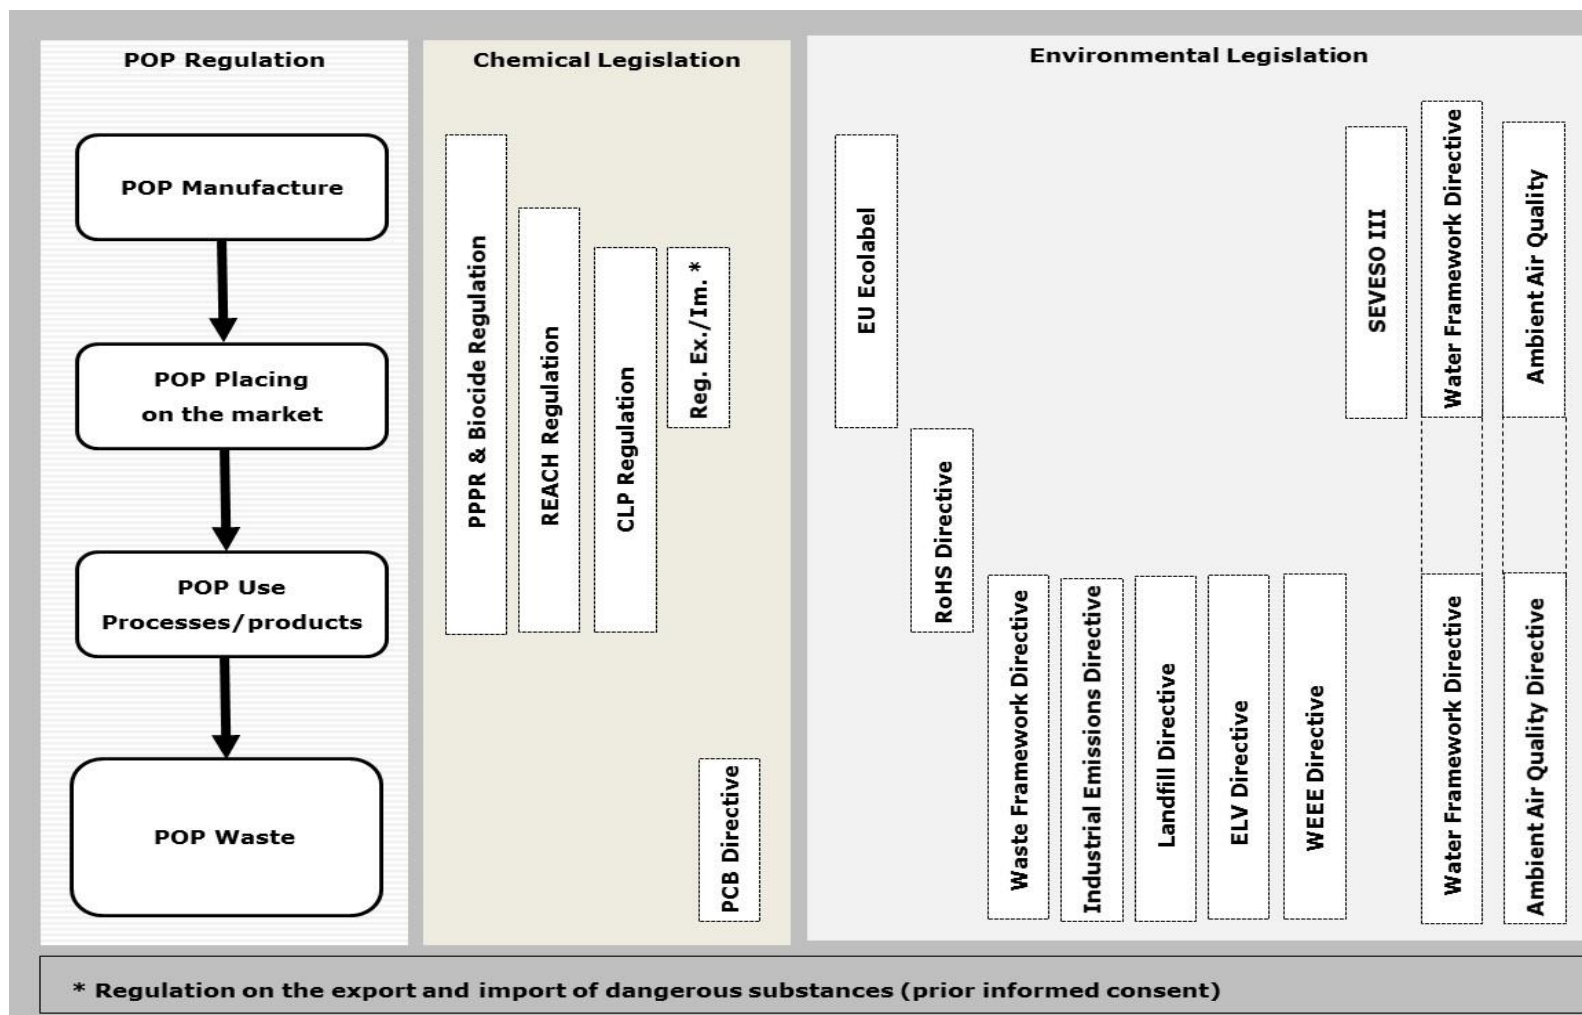 POP Regulation
POP Manufacture
POP Placing
on the market
POP Use
Processes/products
POP Waste
Chemical Legislation
PPPR & Biocide Regulation
REACH Regulation
CLP Regulation
Reg. Ex./Im. *
PCB Directive
Environmental Legislation
EU Ecolabel
RoHS Directive
Waste Framework Directive
Industrial Emissions Directive
Landfill Directive
ELV Directive
WEEE Directive
SEVESO III
Water Framework Directive
Ambient Air Quality
Water Framework Directive
Ambient Air Quality Directive
* Regulation on the export and import of dangerous substances (prior informed consent)